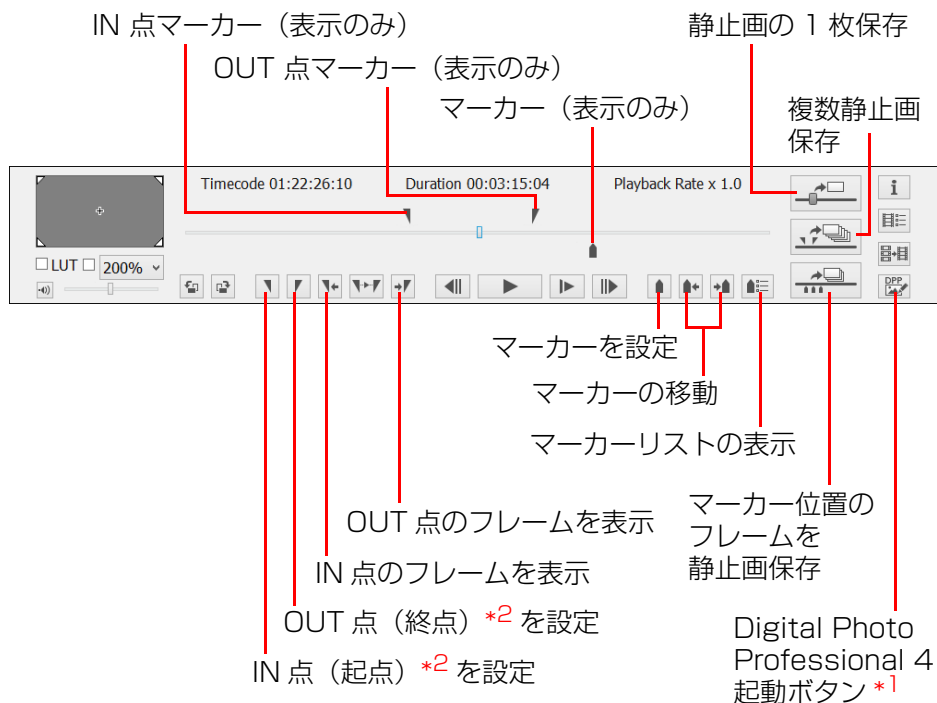 IN 点マーカー（表示のみ）
静止画の 1 枚保存
OUT 点マーカー（表示のみ）
マーカー（表示のみ）
複数静止画
保存
Timecode 01:22:26:10 Duration 00:03:15:04 Playback Rate x 1.0
LUT 200%
DPP
マーカーを設定
マーカーの移動
マーカーリストの表示
マーカー位置の
フレームを
静止画保存
OUT 点のフレームを表示
IN 点のフレームを表示
OUT 点（終点）*2 を設定
IN 点（起点）*2 を設定
Digital Photo
Professional 4
起動ボタン *1